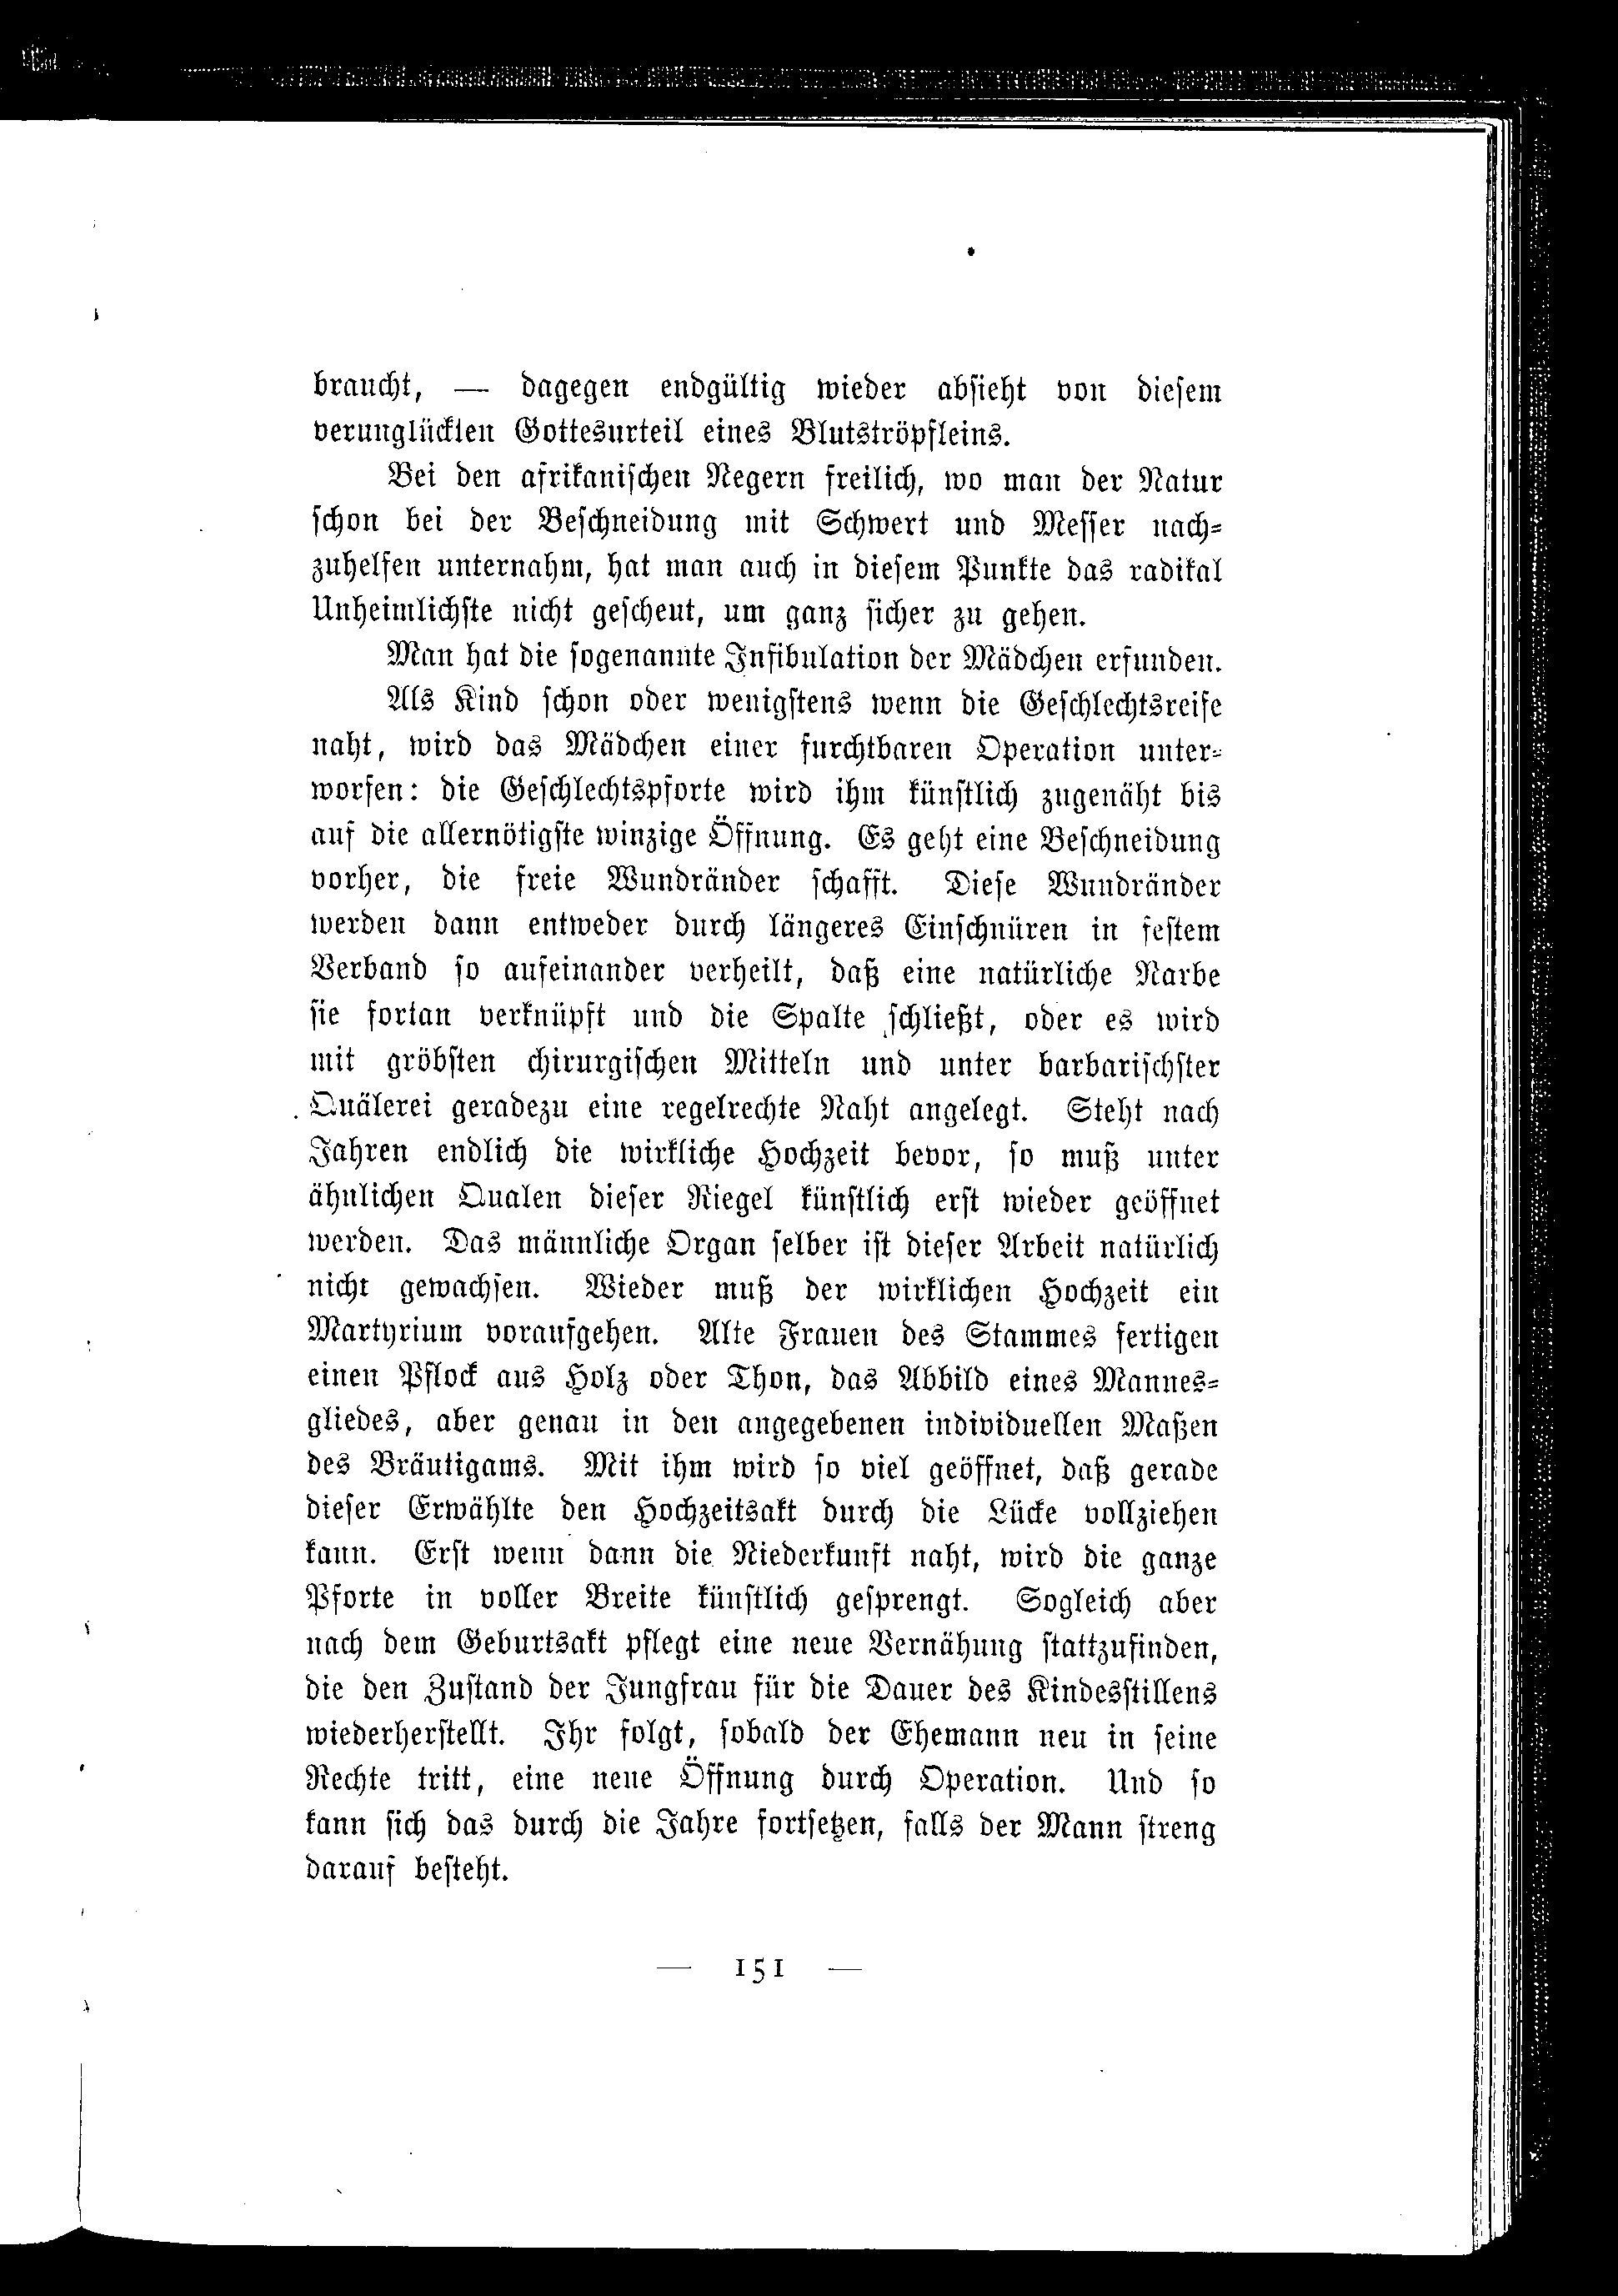 braucht, — dagegen endgültig wieder absieht von diesem
verunglückten Gottesurteil eines Blutströpfleins.
Bei den afrikanischen Negern freilich, wo man der Natur
schon bei der Beschneidung mit Schwert und Messer nach-
zuhelfen unternahm, hat man auch in diesem Punkte das radikal
Unheimlichste nicht gescheut, um ganz sicher zu gehen.
Man hat die sogenannte Infibulation der Mädchen erfunden.
Als Kind schon oder wenigstens wenn die Geschlechtsreife
naht, wird das Mädchen einer furchtbaren Operation unter-
worfen: die Geschlechtspforte wird ihm künstlich zugenäht bis
auf die allernötigste winzige Öffnung. Es geht eine Beschneidung
vorher, die freie Wundränder schafft. Diese Wundränder
werden dann entweder durch längeres Einschnüren in festem
Verband so aufeinander verheilt, daß eine natürliche Narbe
sie fortan verknüpft und die Spalte schließt, oder es wird
mit gröbsten chirurgischen Mitteln und unter barbarischster
Quälerei geradezu eine regelrechte Naht angelegt. Steht nach
Jahren endlich die wirkliche Hochzeit bevor, so muß unter
ähnlichen Qualen dieser Riegel künstlich erst wieder geöffnet
werden. Das männliche Organ selber ist dieser Arbeit natürlich
nicht gewachsen. Wieder muß der wirklichen Hochzeit ein
Martyrium voraufgehen. Alte Frauen des Stammes fertigen
einen Pflock aus Holz oder Thon, das Abbild eines Mannes-
gliedes, aber genau in den angegebenen individuellen Maßen
des Bräutigams. Mit ihm wird so viel geöffnet, daß gerade
dieser Erwählte den Hochzeitsakt durch die Lücke vollziehen
kann. Erst wenn dann die Niederkunft naht, wird die ganze
Pforte in voller Breite künstlich gesprengt. Sogleich aber
nach dem Geburtsakt pflegt eine neue Vernähung stattzufinden,
die den Zustand der Jungfrau für die Dauer des Kindesstillens
wiederherstellt. Ihr folgt, sobald der Ehemann neu in seine
Rechte tritt, eine neue Öffnung durch Operation. Und so
kann sich das durch die Jahre fortsetzen, falls der Mann streng
darauf besteht.
— 151 —